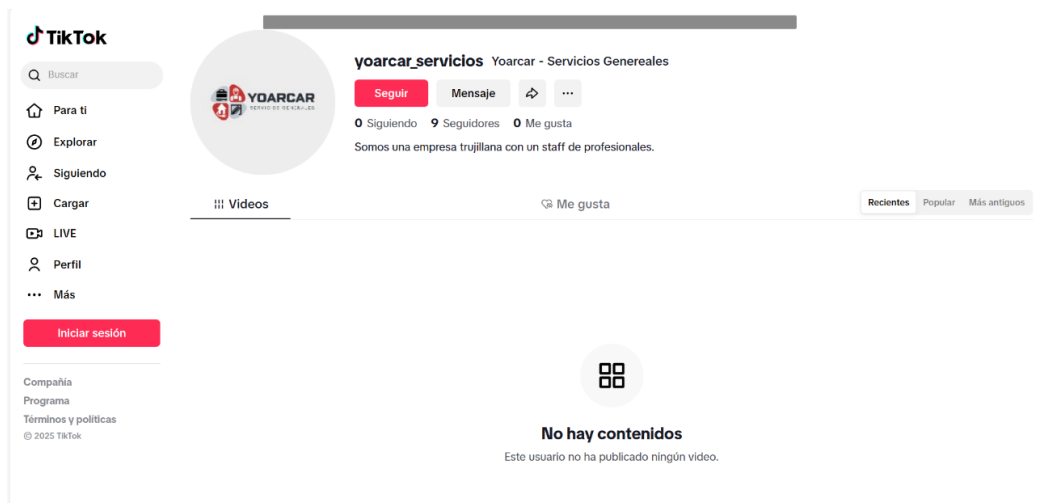 TikTok
Buscar
Para ti
Explorar
Siguiendo
Cargar
LIVE
Perfil
Más
Iniciar sesión
Compañía
Programa
Términos y políticas
© 2025 TikTok
YOARCAR
SERVICIOS GENERALES
yoarcar_servicios Yoarcar - Servicios Genereales
Seguir Mensaje
0 Siguiendo 9 Seguidores 0 Me gusta
Somos una empresa trujillana con un staff de profesionales.
Videos Me gusta Recientes Popular Más antiguos
No hay contenidos
Este usuario no ha publicado ningún video.